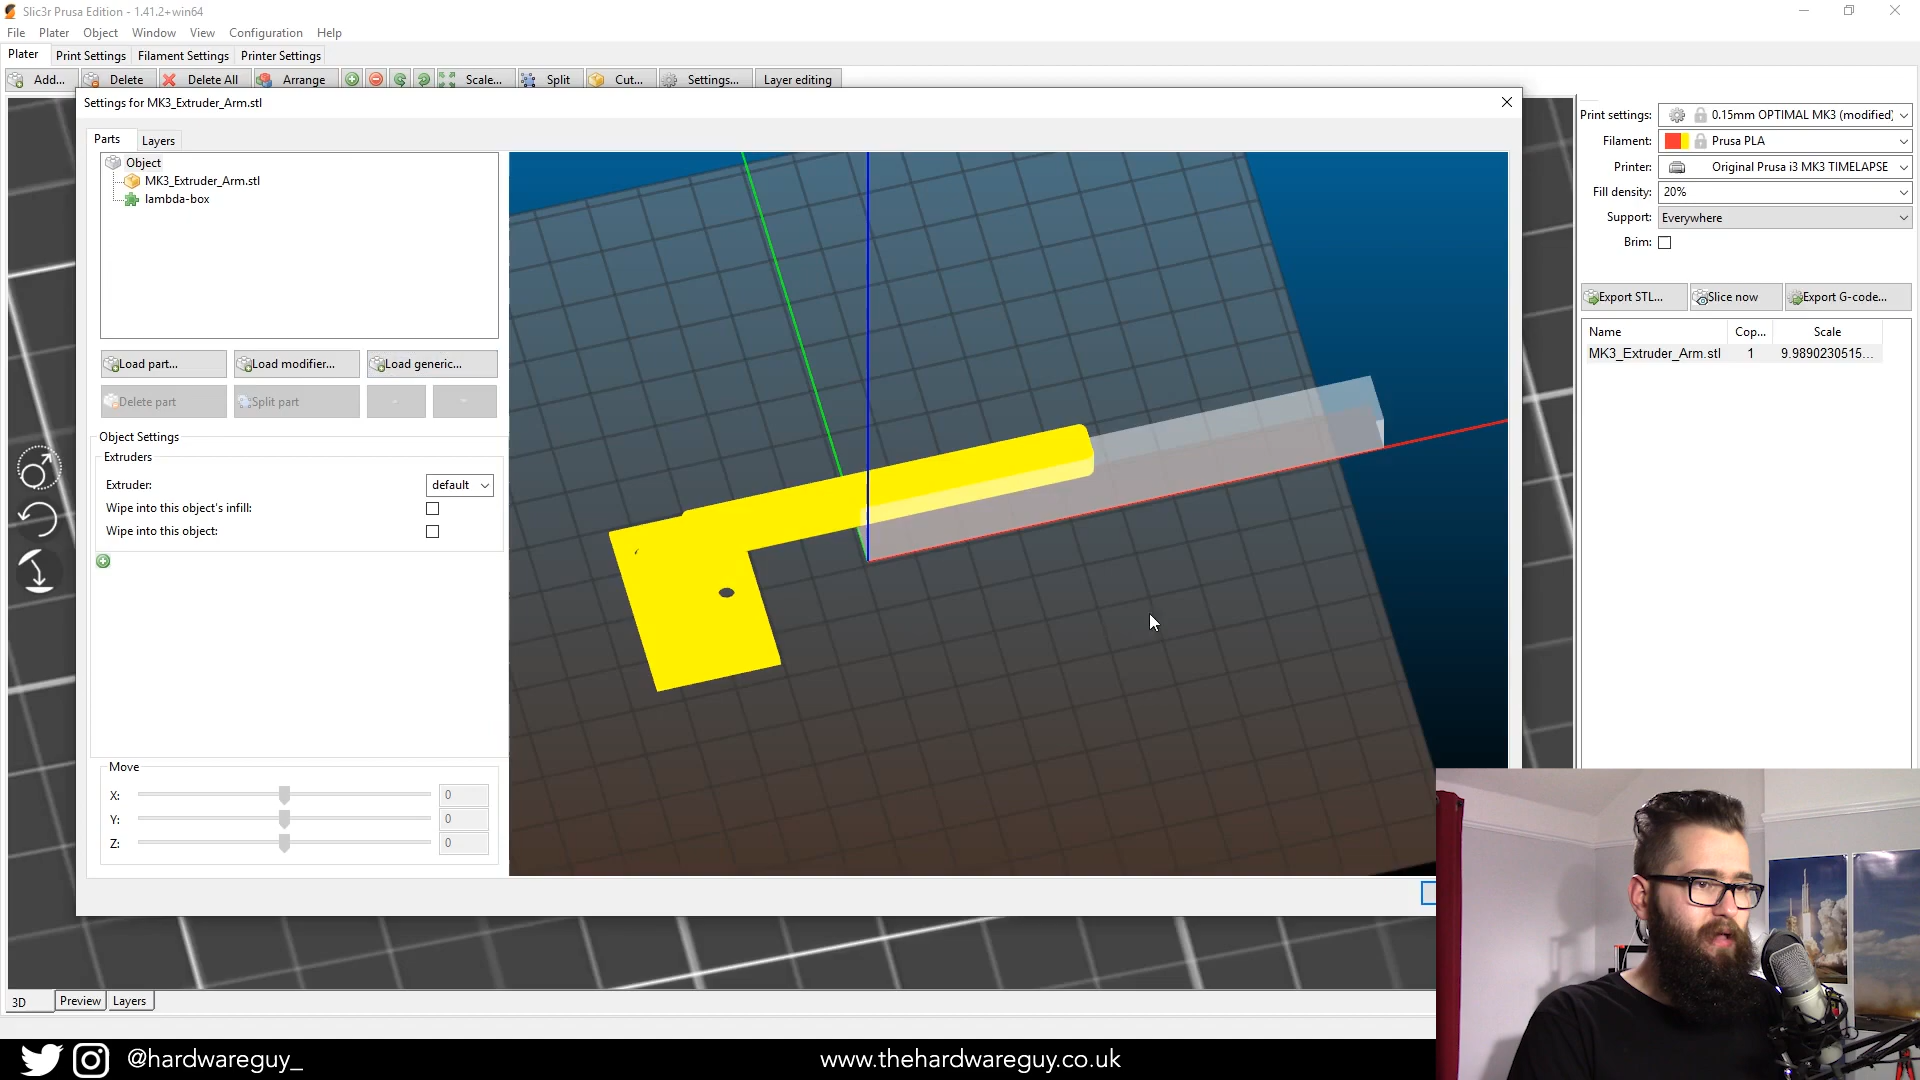 Slic3r Prusa Edition - 1.41.2+win64
File Plater Object Window View Configuration Help
Plater Print Settings Filament Settings Printer Settings
Add... Delete Delete All Arrange Scale... Split Cut... Settings... Layer editing
Settings for MK3_Extruder_Arm.stl
Parts Layers
Object
MK3_Extruder_Arm.stl
lambda-box
Load part... Load modifier... Load generic...
Delete part Split part
Object Settings
Extruders
Extruder: default
Wipe into this object's infill:
Wipe into this object:
Move
X: 0
Y: 0
Z: 0
Print settings: 0.15mm OPTIMAL MK3 (modified)
Filament: Prusa PLA
Printer: Original Prusa i3 MK3 TIMELAPSE
Fill density: 20%
Support: Everywhere
Brim:
Export STL... Slice now Export G-code...
Name Cop... Scale
MK3_Extruder_Arm.stl 1 9.9890230515...
3D Preview Layers
@hardwareguy_
www.thehardwareguy.co.uk